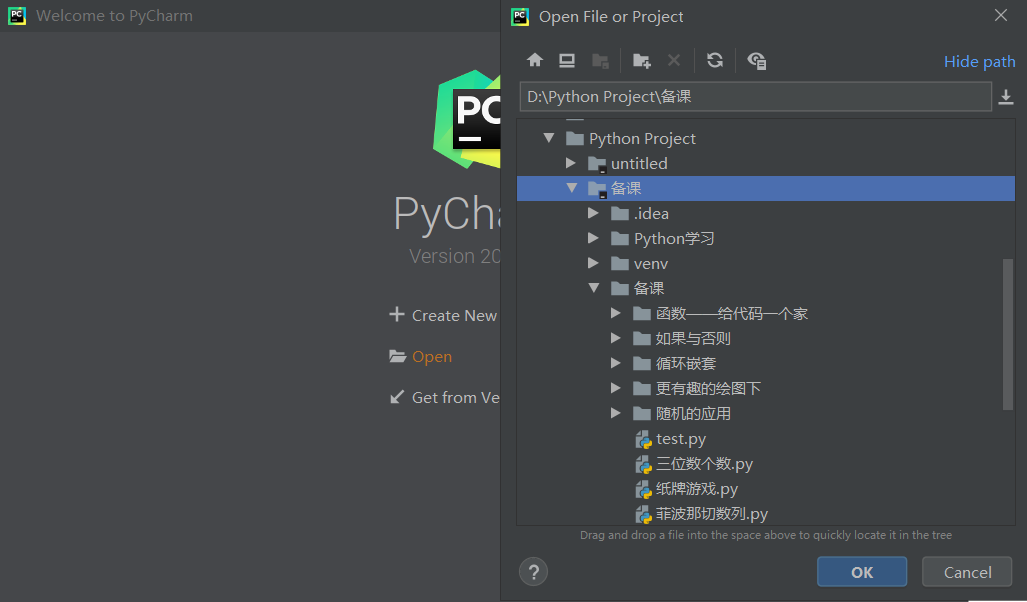 Welcome to PyCharm
PC
PyCha
Version 20
Create New
Open
Get from Ve
Open File or Project
Hide path
D:\Python Project\备课
Python Project
untitled
备课
.idea
Python学习
venv
备课
函数——给代码一个家
如果与否则
循环嵌套
更有趣的绘图下
随机的应用
test.py
三位数个数.py
纸牌游戏.py
菲波那切数列.py
Drag and drop a file into the space above to quickly locate it in the tree
?
OK
Cancel